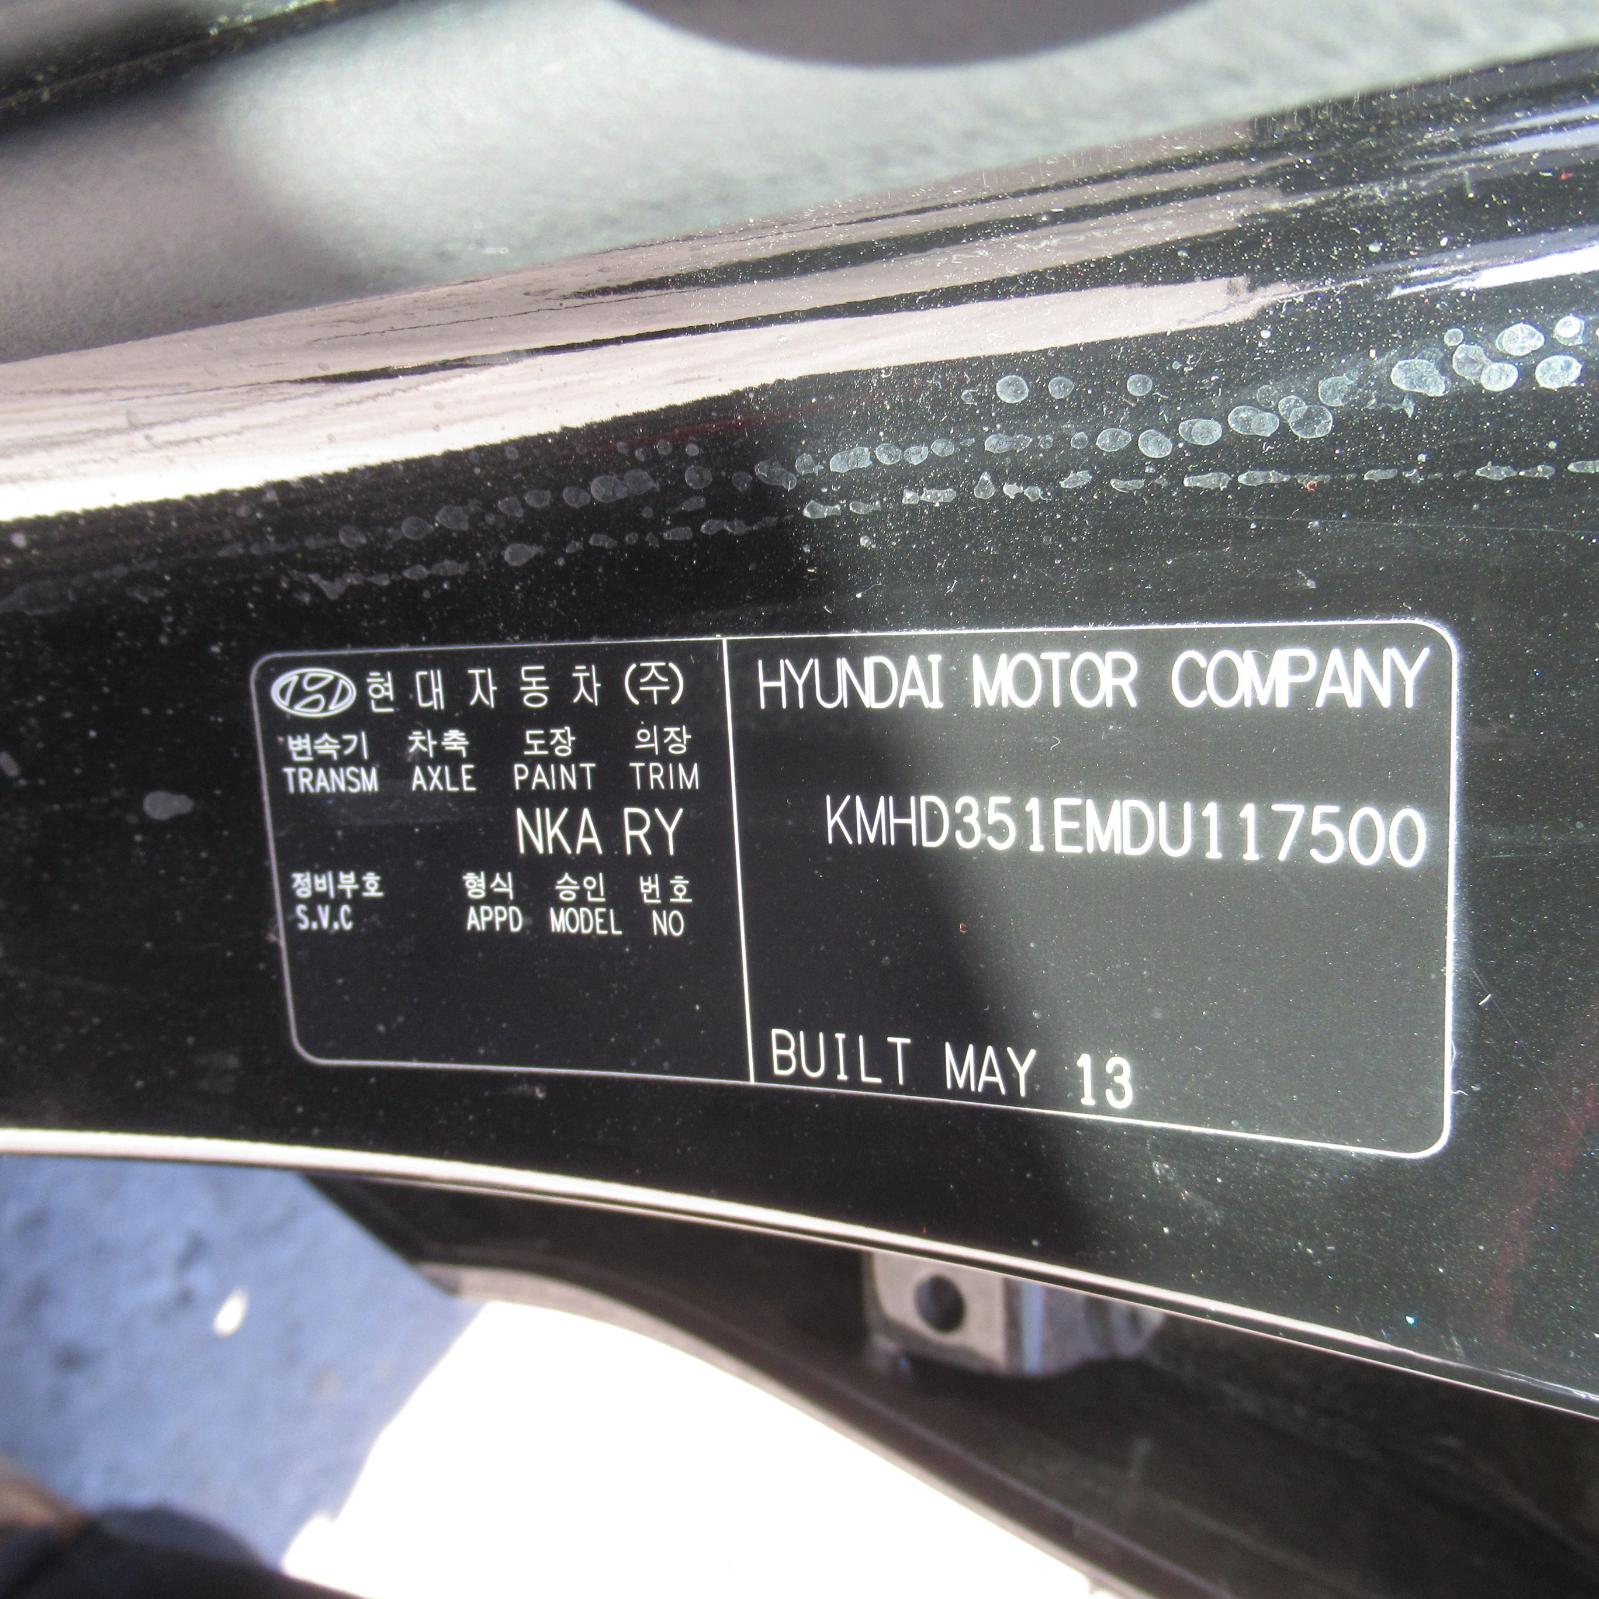 현대자동차(주)
변속기 차축 도장 의장
TRANSM AXLE PAINT TRIM
NKA RY
정비부호 형식 승인 번호
S.V.C APPD MODEL NO
HYUNDAI MOTOR COMPANY
KMHD351EMDU117500
BUILT MAY 13